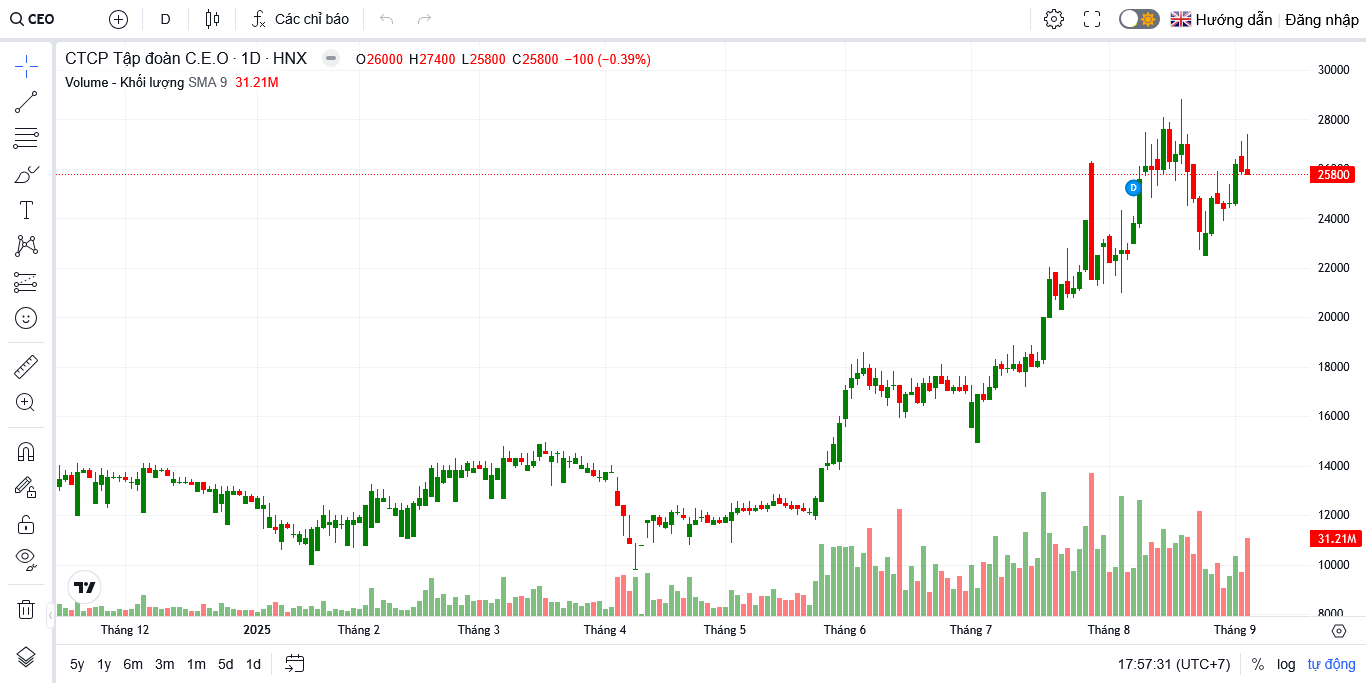 CEO D Các chỉ báo Hướng dẫn Đăng nhập
CTCP Tập đoàn C.E.O · 1D · HNX O26000 H27400 L25800 C25800 −100 (−0.39%)
Volume - Khối lượng SMA 9 31.21M
30000
28000
25800
24000
22000
20000
18000
16000
14000
12000
31.21M
10000
8000
D
Tháng 12 2025 Tháng 2 Tháng 3 Tháng 4 Tháng 5 Tháng 6 Tháng 7 Tháng 8 Tháng 9
5y 1y 6m 3m 1m 5d 1d 17:57:31 (UTC+7) % log tự động